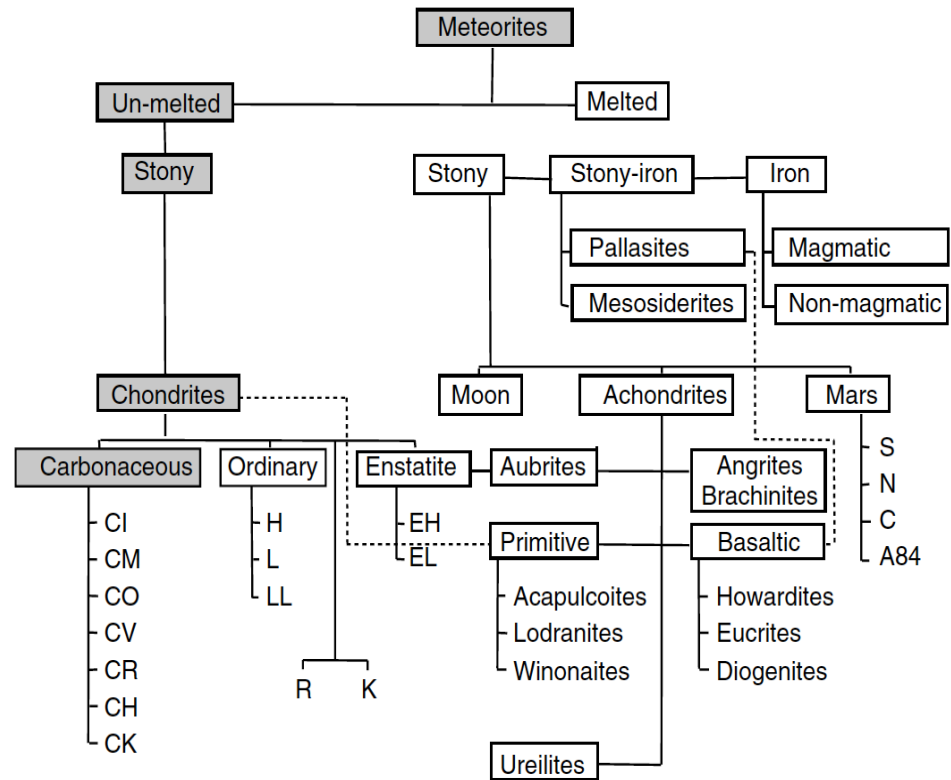 Meteorites
Un-melted
Melted
Stony
Stony
Stony-iron
Iron
Pallasites
Magmatic
Mesosiderites
Non-magmatic
Chondrites
Moon
Achondrites
Mars
Carbonaceous
Ordinary
Enstatite
Aubrites
Angrites
Brachinites
S
N
C
A84
CI
CM
CO
CV
CR
CH
CK
H
L
LL
R
K
EH
EL
Primitive
Basaltic
Acapulcoites
Lodranites
Winonaites
Howardites
Eucrites
Diogenites
Ureilites